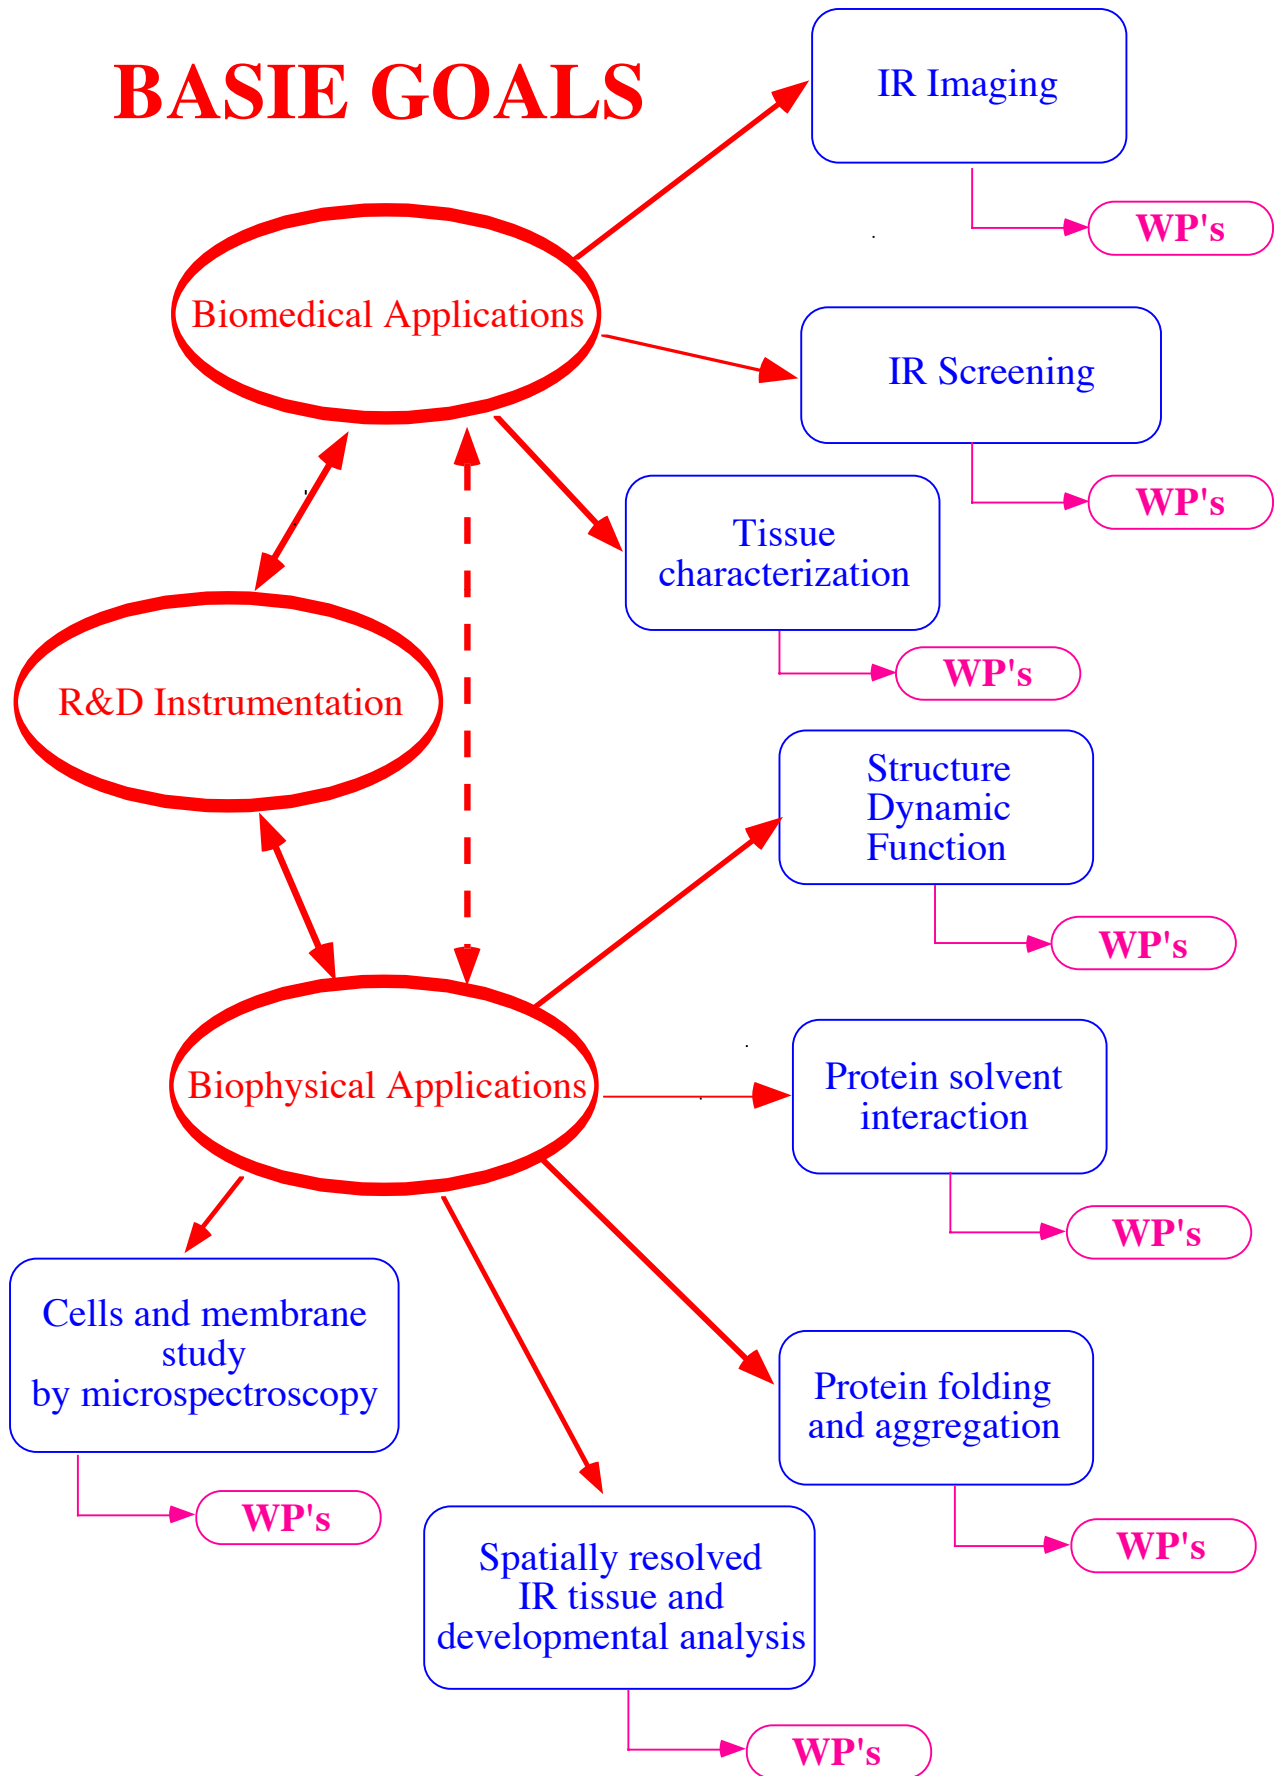 BASIE GOALS
IR Imaging
WP's
Biomedical Applications
IR Screening
WP's
Tissue
characterization
WP's
R&D Instrumentation
Structure
Dynamic
Function
WP's
Biophysical Applications
Protein solvent
interaction
WP's
Cells and membrane
study
by microspectroscopy
WP's
Protein folding
and aggregation
WP's
Spatially resolved
IR tissue and
developmental analysis
WP's